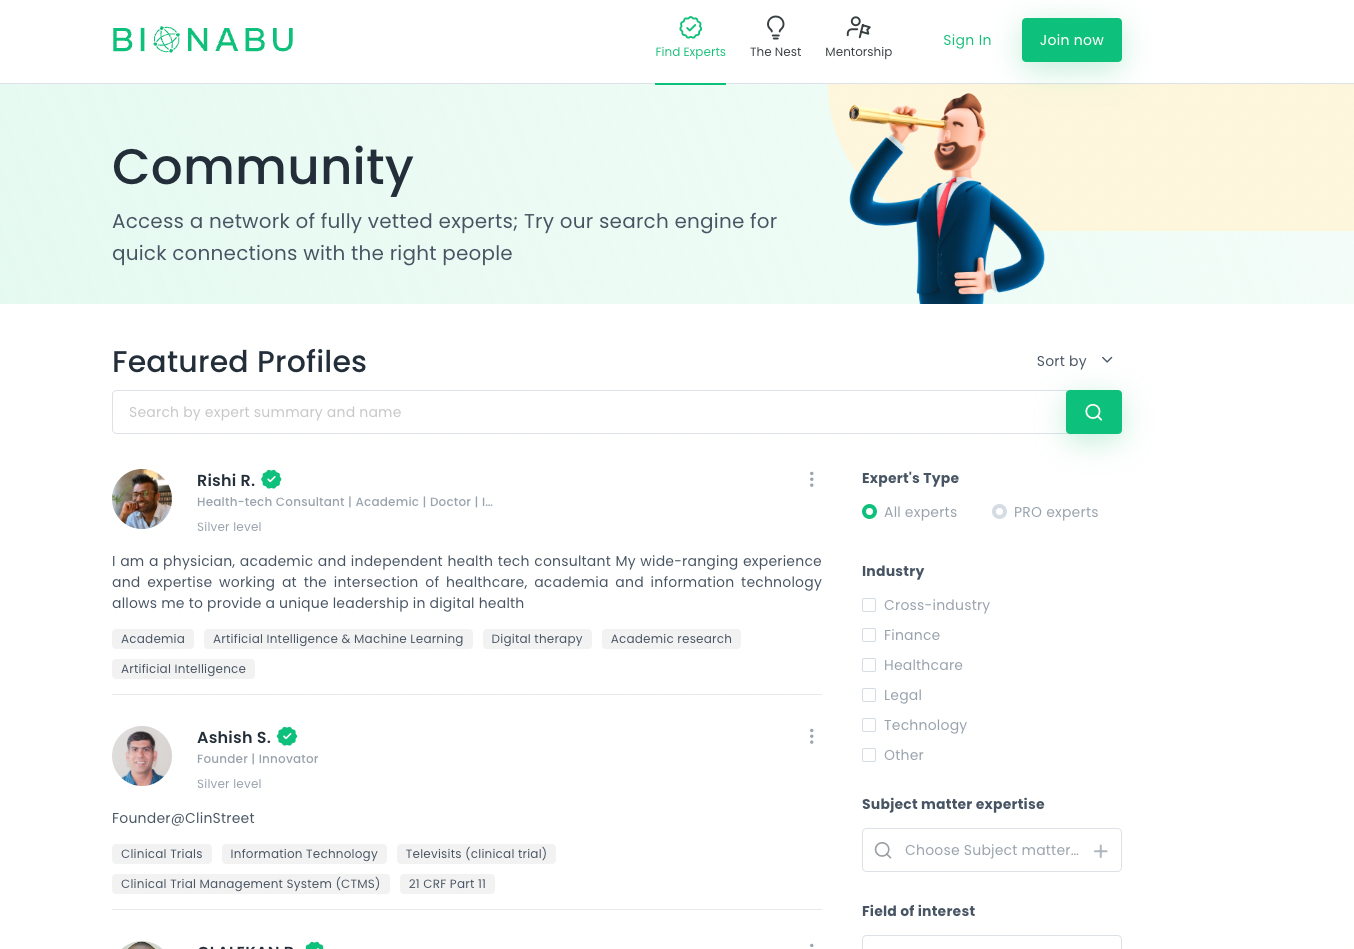 BIONABU
Find Experts
The Nest
Mentorship
Sign In
Join now
Community
Access a network of fully vetted experts; Try our search engine for
quick connections with the right people
Featured Profiles
Sort by
Search by expert summary and name
Rishi R.
Health-tech Consultant | Academic | Doctor | I...
Silver level
I am a physician, academic and independent health tech consultant My wide-ranging experience
and expertise working at the intersection of healthcare, academia and information technology
allows me to provide a unique leadership in digital health
Academia
Artificial Intelligence & Machine Learning
Digital therapy
Academic research
Artificial Intelligence
Ashish S.
Founder | Innovator
Silver level
Founder@ClinStreet
Clinical Trials
Information Technology
Televisits (clinical trial)
Clinical Trial Management System (CTMS)
21 CRF Part 11
Expert's Type
All experts
PRO experts
Industry
Cross-industry
Finance
Healthcare
Legal
Technology
Other
Subject matter expertise
Choose Subject matter...
Field of interest